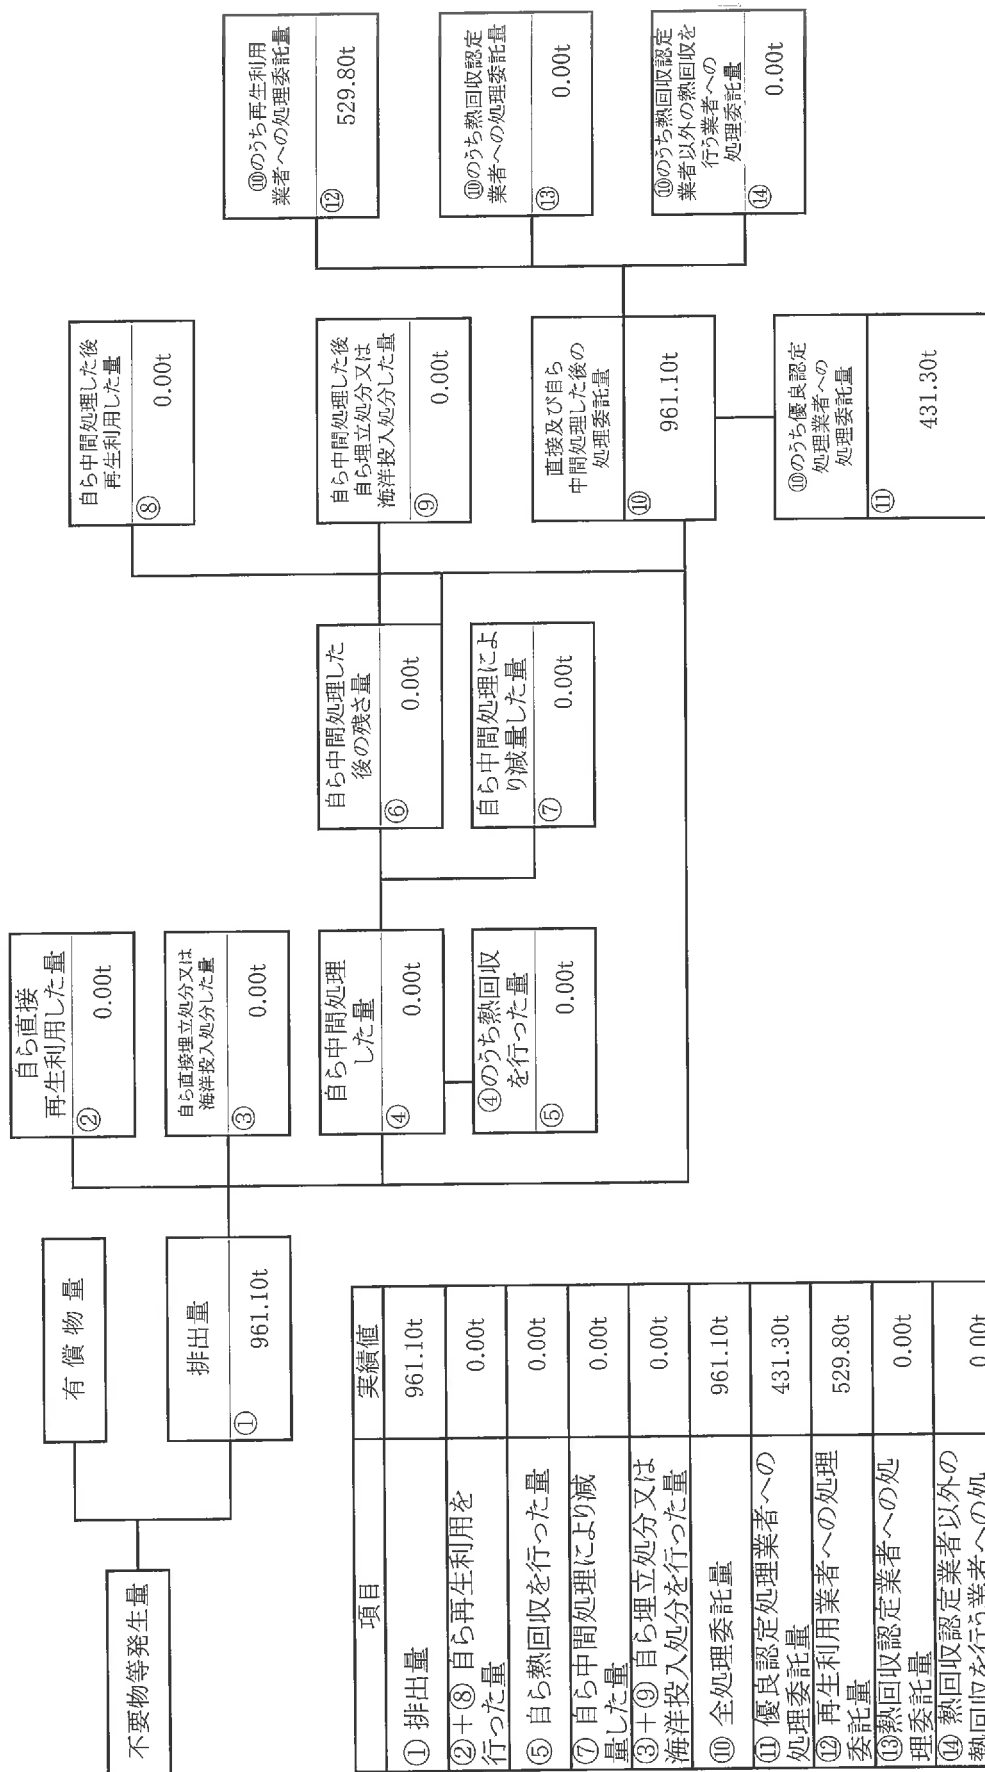 不要物等発生量
有 償 物 量
排出量
① 961.10t
自ら直接
再生利用した量
② 0.00t
自ら直接埋立処分又は
海洋投入処分した量
③ 0.00t
自ら中間処理
した量
④ 0.00t
④のうち熱回収
を行った量
⑤ 0.00t
自ら中間処理した
後の残さ量
⑥ 0.00t
自ら中間処理によ
り減量した量
⑦ 0.00t
自ら中間処理した後
再生利用した量
⑧ 0.00t
自ら中間処理した後
自ら埋立処分又は
海洋投入処分した量
⑨ 0.00t
直接及び自ら
中間処理した後の
処理委託量
⑩ 961.10t
⑩のうち優良認定
処理業者への
処理委託量
⑪ 431.30t
⑩のうち再生利用
業者への処理委託量
⑫ 529.80t
⑩のうち熱回収認定
業者への処理委託量
⑬ 0.00t
⑩のうち熱回収認定
業者以外の熱回収を
行う業者への
処理委託量
⑭ 0.00t
項目 実績値
① 排出量 961.10t
②+⑧ 自ら再生利用を
行った量 0.00t
⑤ 自ら熱回収を行った量 0.00t
⑦ 自ら中間処理により減
量した量 0.00t
③+⑨ 自ら埋立処分又は
海洋投入処分を行った量 0.00t
⑩ 全処理委託量 961.10t
⑪ 優良認定処理業者への
処理委託量 431.30t
⑫ 再生利用業者への処理
委託量 529.80t
⑬熱回収認定業者への処
理委託量 0.00t
⑭ 熱回収認定業者以外の
熱回収を行う業者への処 0.00t